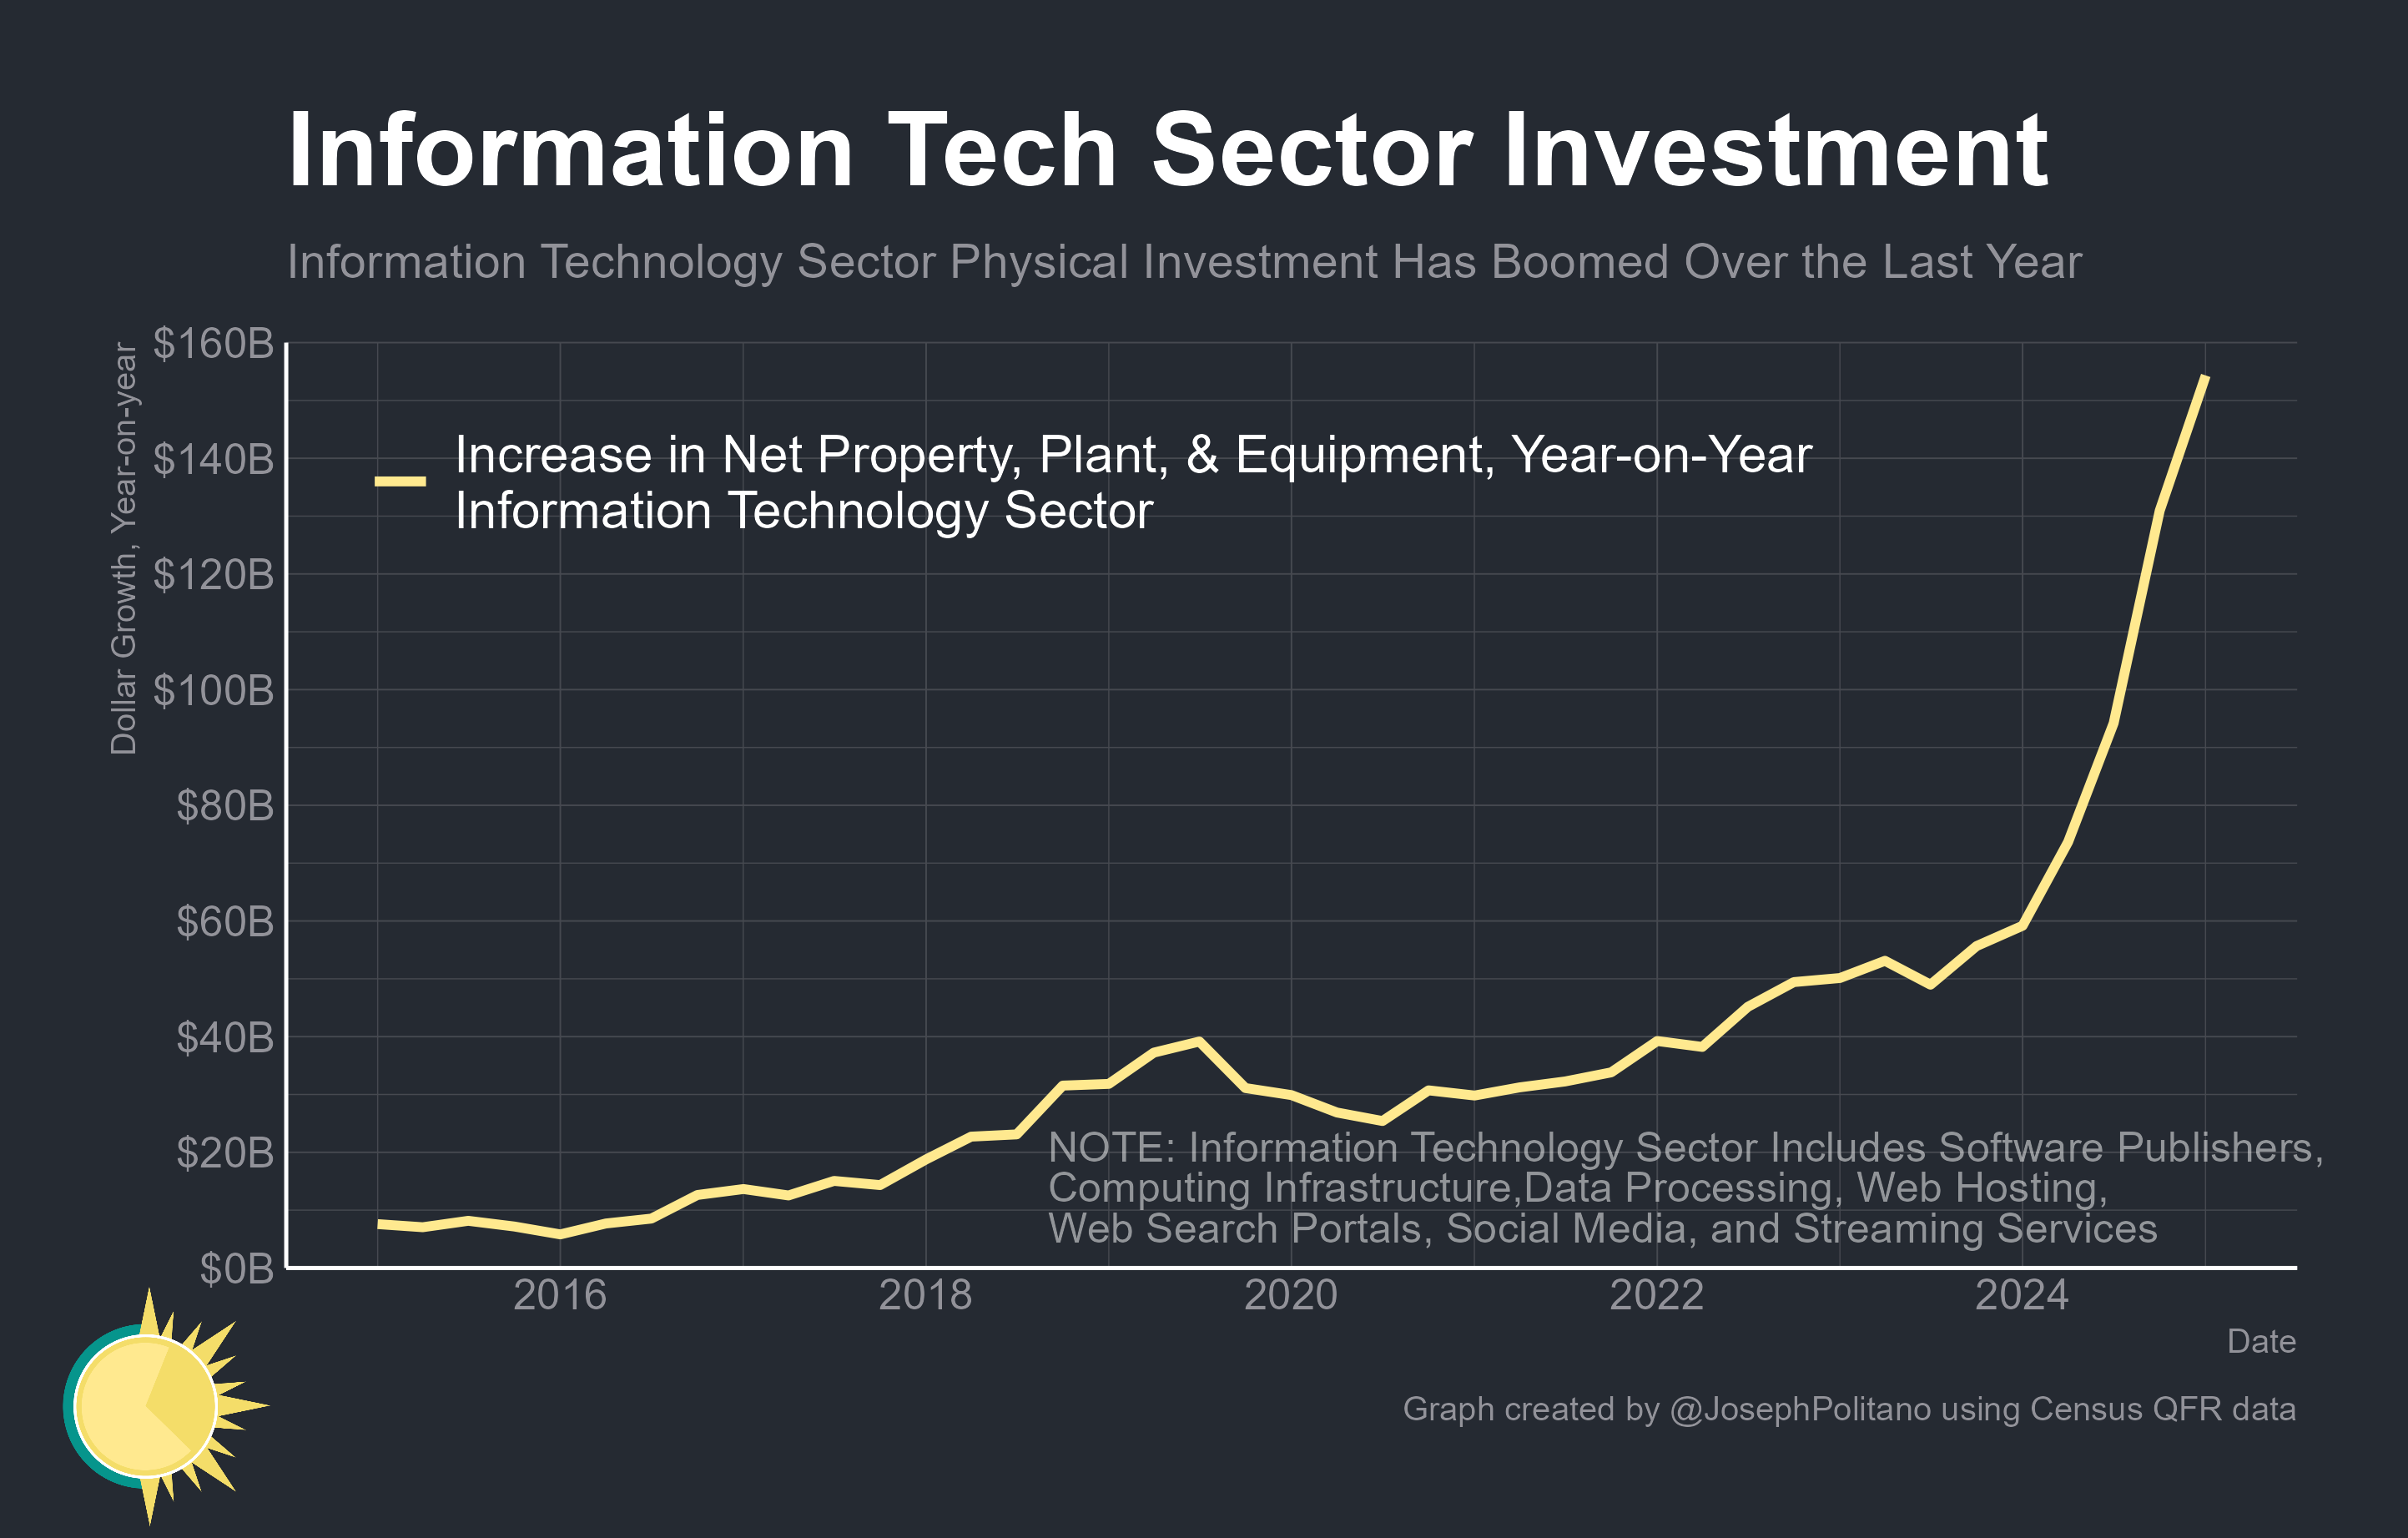 Information Tech Sector Investment
Information Technology Sector Physical Investment Has Boomed Over the Last Year
Dollar Growth, Year-on-year
$160B
$140B
$120B
$100B
$80B
$60B
$40B
$20B
$0B
Increase in Net Property, Plant, & Equipment, Year-on-Year
Information Technology Sector
NOTE: Information Technology Sector Includes Software Publishers,
Computing Infrastructure,Data Processing, Web Hosting,
Web Search Portals, Social Media, and Streaming Services
2016
2018
2020
2022
2024
Date
Graph created by @JosephPolitano using Census QFR data